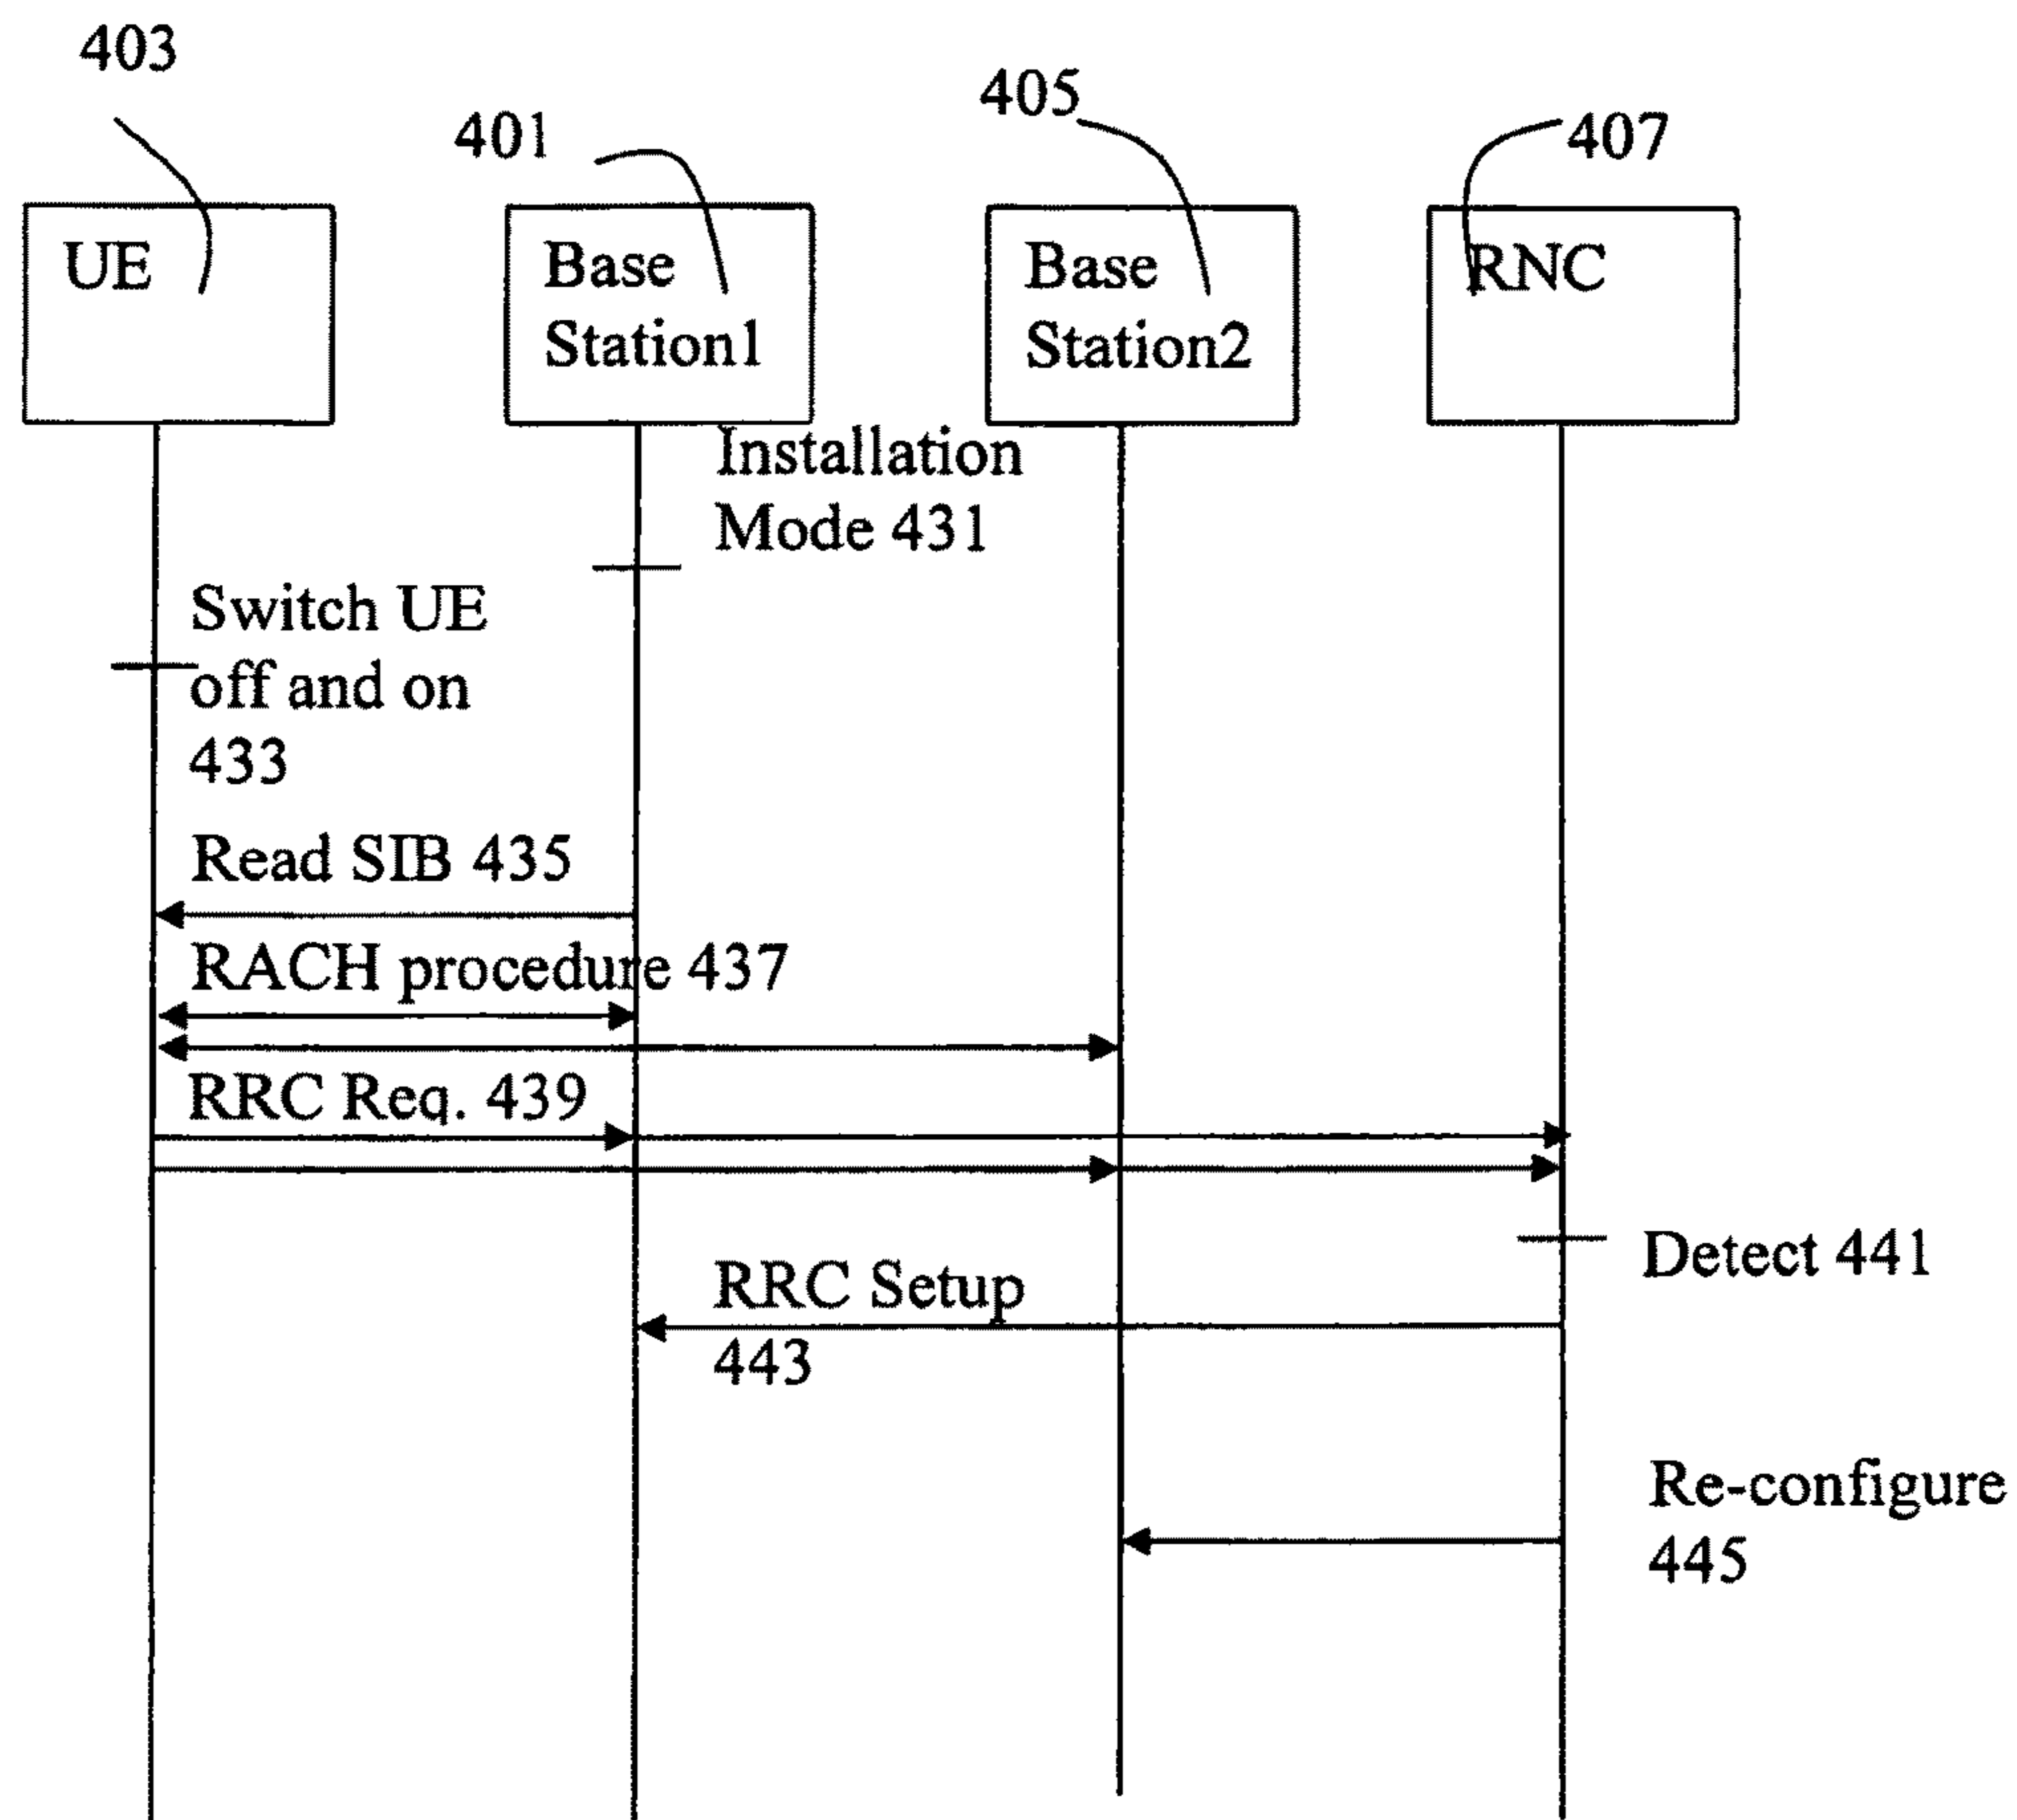 403
401
405
407
UE
Base
Station1
Base
Station2
RNC
Installation
Mode 431
Switch UE
off and on
433
Read SIB 435
RACH procedure 437
RRC Req. 439
Detect 441
RRC Setup
443
Re-configure
445